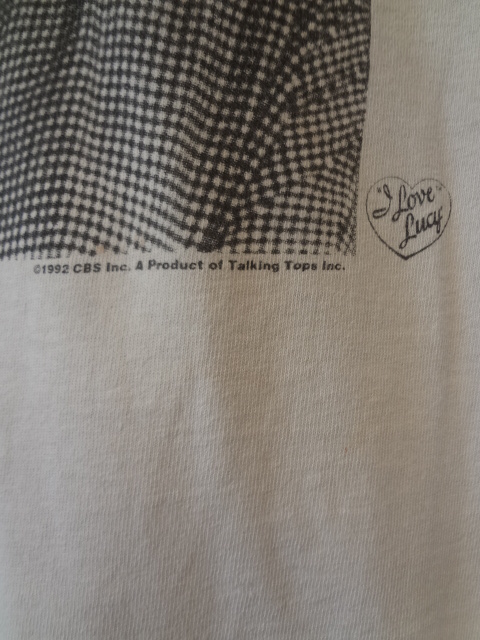 "I Love"
Lucy
©1992 CBS Inc. A Product of Talking Tops Inc.